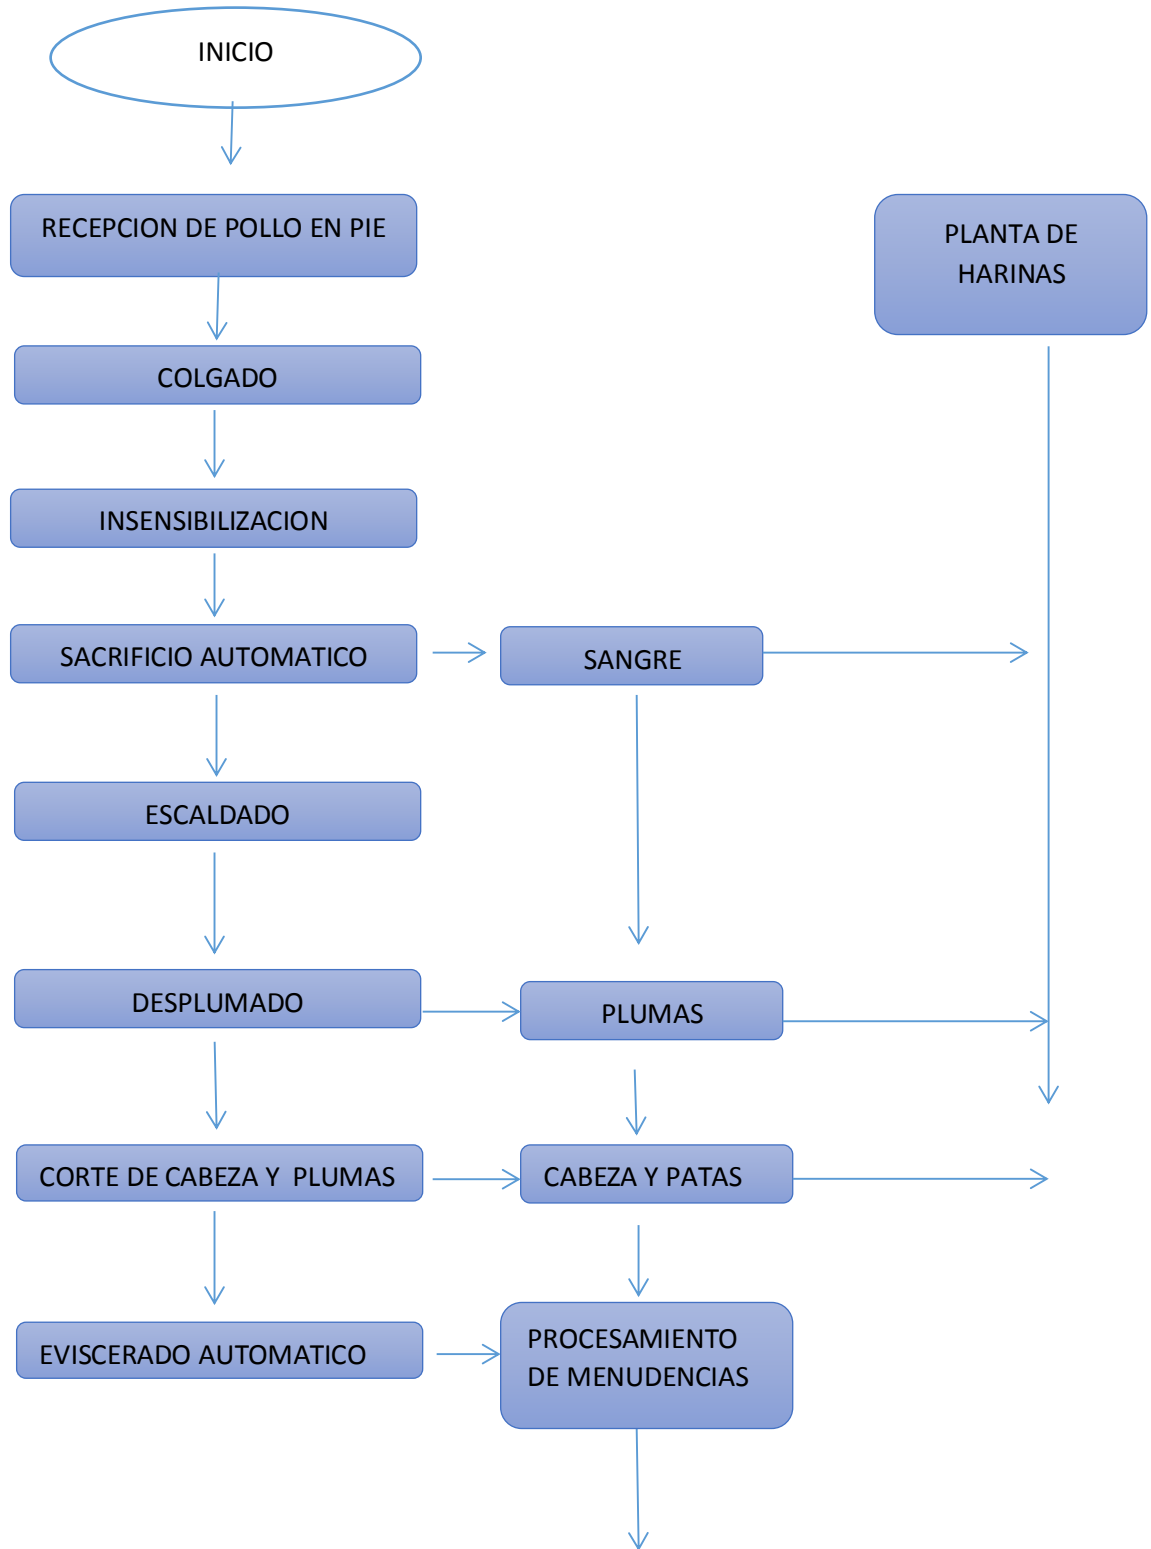 INICIO
RECEPCION DE POLLO EN PIE
PLANTA DE
HARINAS
COLGADO
INSENSIBILIZACION
SACRIFICIO AUTOMATICO
SANGRE
ESCALDADO
DESPLUMADO
PLUMAS
CORTE DE CABEZA Y PLUMAS
CABEZA Y PATAS
EVISCERADO AUTOMATICO
PROCESAMIENTO
DE MENUDENCIAS